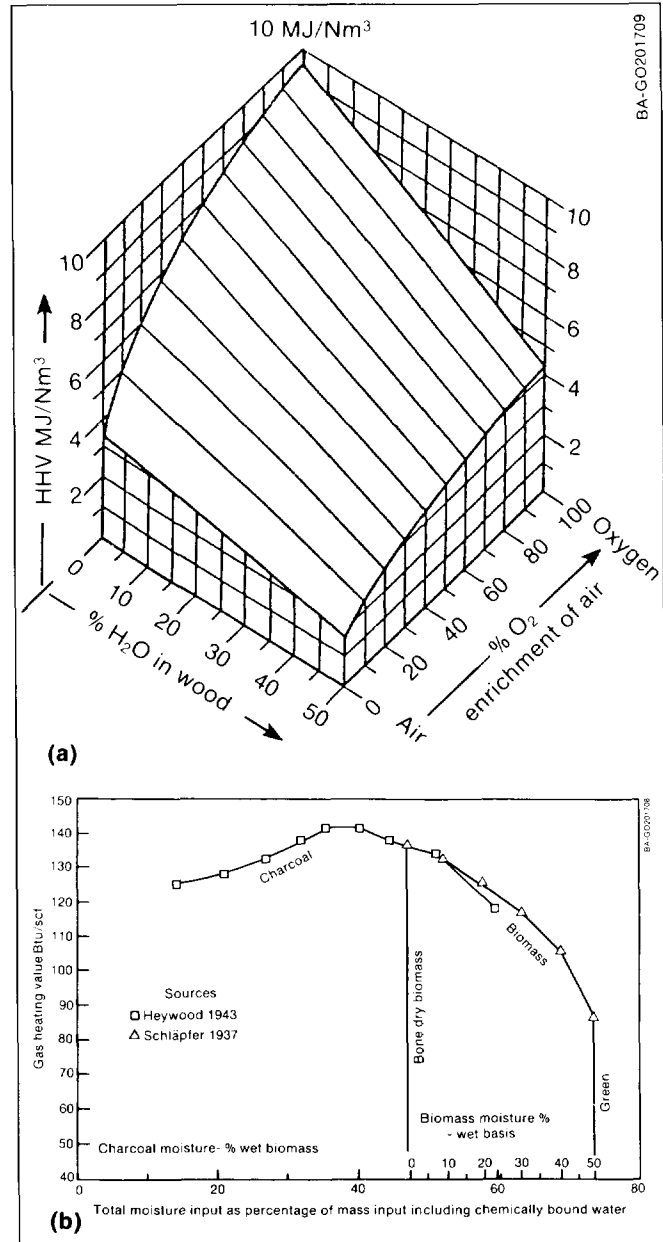 10 MJ/Nm³
BA-GO201709
10
8
6
4
2
HHV MJ/Nm³
10
8
6
4
2
0
10
20
30
40
50
% H₂O in wood
0
20
40
60
80
100
Air
Oxygen
% O₂
enrichment of air
(a)
150
140
130
120
110
100
90
80
70
60
50
40
Gas heating value Btu/scf
BA-GO201708
Charcoal
Biomass
Sources
□ Heywood 1943
△ Schläpfer 1937
Bone dry biomass
Green
Biomass moisture %
- wet basis
Charcoal moisture- % wet biomass
0 10 20 30 40 50
0 20 40 60 80
Total moisture input as percentage of mass input including chemically bound water
(b)